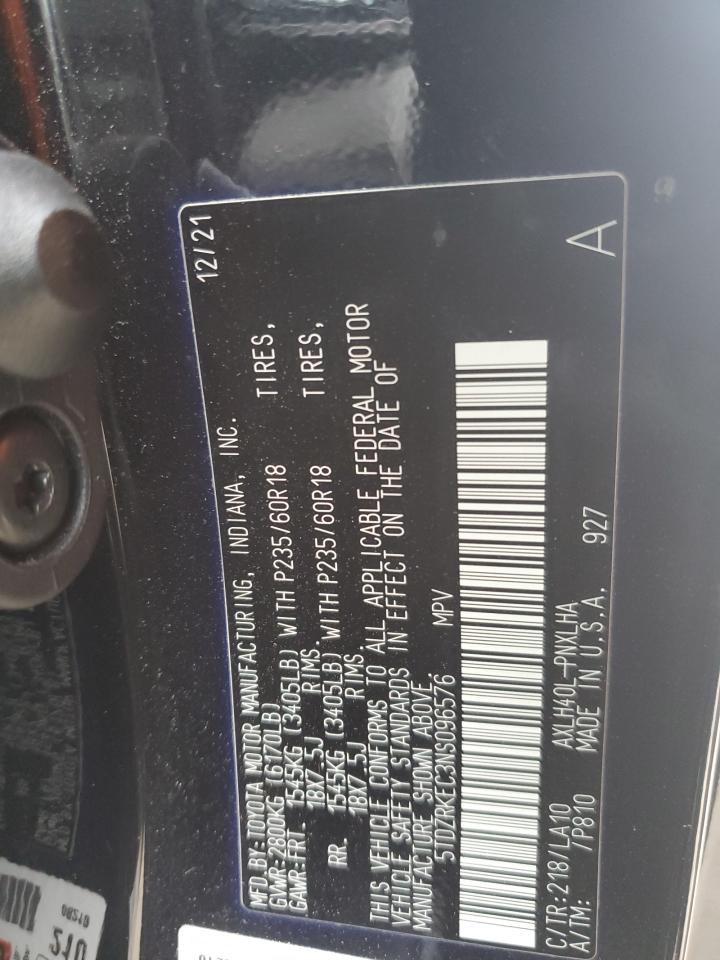 MFD.BY:TOYOTA MOTOR MANUFACTURING, INDIANA, INC. 12/21
GVWR:2800KG (6170LB)
GAWR:FRT. 1545KG (3405LB) WITH P235/60R18 TIRES,
18X7.5J RIMS.
RR. 1545KG (3405LB) WITH P235/60R18 TIRES,
18X7.5J RIMS.
THIS VEHICLE CONFORMS TO ALL APPLICABLE FEDERAL MOTOR
VEHICLE SAFETY STANDARDS IN EFFECT ON THE DATE OF
MANUFACTURE SHOWN ABOVE.
5TDZRKEC3NS096576 MPV
C/TR:218/LA10 AXLH40L-PNXLHA A
A/TM: /P810 MADE IN U.S.A. 927
210